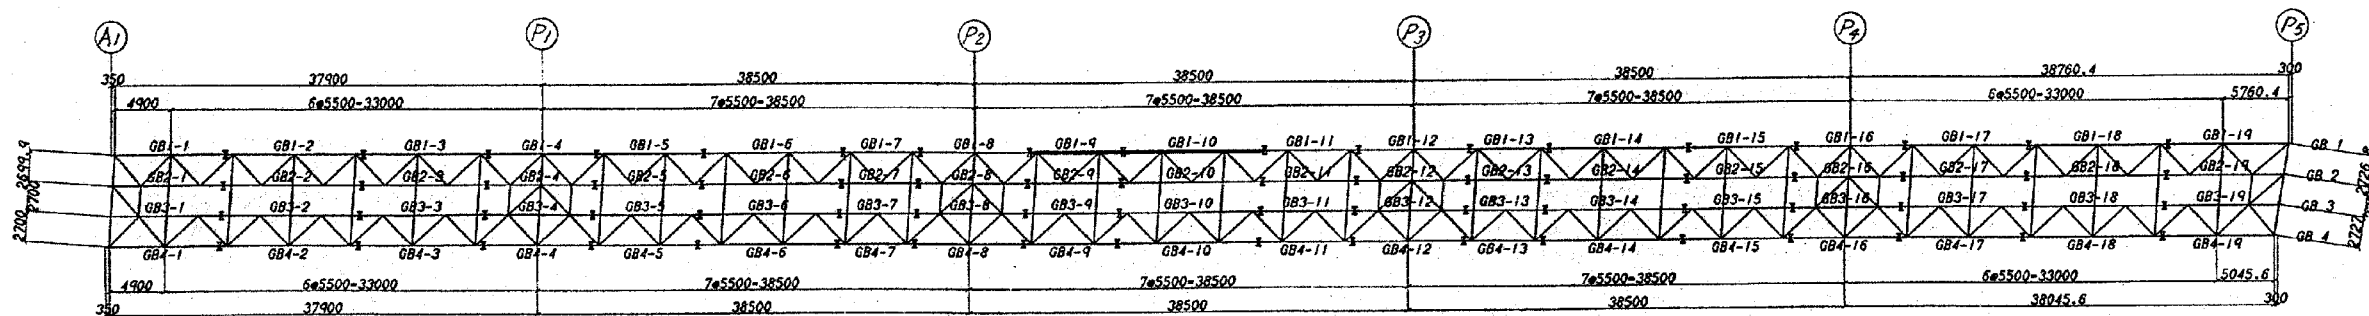 A1 P1 P2 P3 P4 P5
350 37900 38500 38500 38500 38760.4 300
4900 6@5500-33000 7@5500-38500 7@5500-38500 7@5500-38500 6@5500-33000 5760.4
GB1-1 GB1-2 GB1-3 GB1-4 GB1-5 GB1-6 GB1-7 GB1-8 GB1-9 GB1-10 GB1-11 GB1-12 GB1-13 GB1-14 GB1-15 GB1-16 GB1-17 GB1-18 GB1-19 GB 1
2699.9
GB2-1 GB2-2 GB2-3 GB2-4 GB2-5 GB2-6 GB2-7 GB2-8 GB2-9 GB2-10 GB2-11 GB2-12 GB2-13 GB2-14 GB2-15 GB2-16 GB2-17 GB2-18 GB2-19 GB 2
2700
GB3-1 GB3-2 GB3-3 GB3-4 GB3-5 GB3-6 GB3-7 GB3-8 GB3-9 GB3-10 GB3-11 GB3-12 GB3-13 GB3-14 GB3-15 GB3-16 GB3-17 GB3-18 GB3-19 GB 3
2700
GB4-1 GB4-2 GB4-3 GB4-4 GB4-5 GB4-6 GB4-7 GB4-8 GB4-9 GB4-10 GB4-11 GB4-12 GB4-13 GB4-14 GB4-15 GB4-16 GB4-17 GB4-18 GB4-19 GB 4
4900 6@5500-33000 7@5500-38500 7@5500-38500 7@5500-38500 6@5500-33000 5045.6
350 37900 38500 38500 38500 38045.6 300